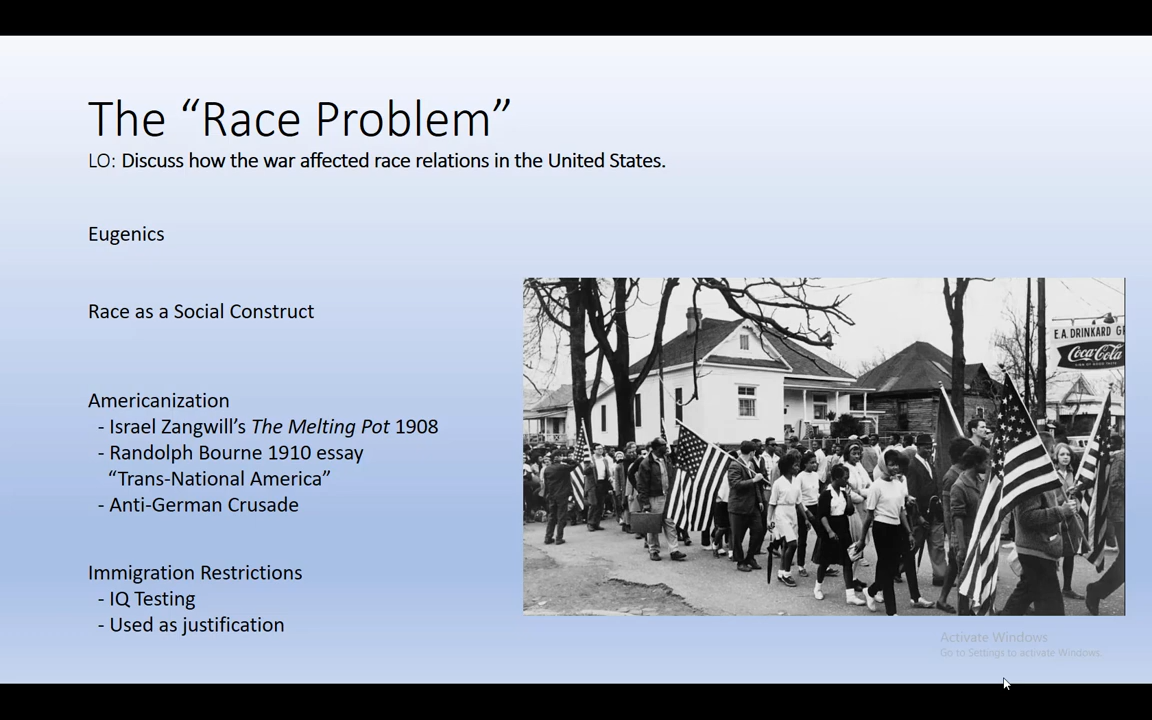 The “Race Problem”
LO: Discuss how the war affected race relations in the United States.
Eugenics
Race as a Social Construct
Americanization
- Israel Zangwill’s The Melting Pot 1908
- Randolph Bourne 1910 essay
“Trans-National America”
- Anti-German Crusade
Immigration Restrictions
- IQ Testing
- Used as justification
E.A. DRINKARD GR
Coca-Cola
Activate Windows
Go to Settings to activate Windows.